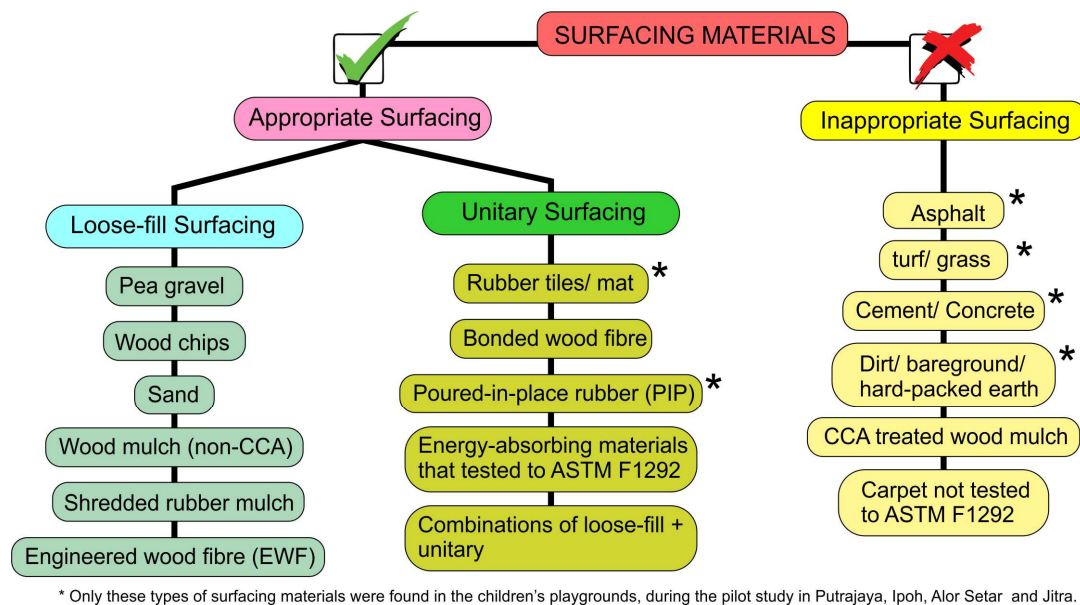 SURFACING MATERIALS
Appropriate Surfacing
Inappropriate Surfacing
Loose-fill Surfacing
Pea gravel
Wood chips
Sand
Wood mulch (non-CCA)
Shredded rubber mulch
Engineered wood fibre (EWF)
Unitary Surfacing
Rubber tiles/ mat *
Bonded wood fibre
Poured-in-place rubber (PIP) *
Energy-absorbing materials
that tested to ASTM F1292
Combinations of loose-fill +
unitary
Asphalt *
turf/ grass *
Cement/ Concrete *
Dirt/ bareground/ *
hard-packed earth
CCA treated wood mulch
Carpet not tested
to ASTM F1292
* Only these types of surfacing materials were found in the children's playgrounds, during the pilot study in Putrajaya, Ipoh, Alor Setar and Jitra.